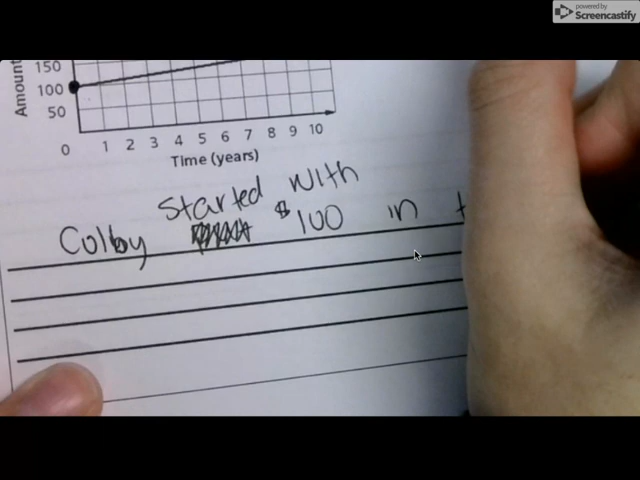 powered by
Screencastify
Amount
150
100
50
0 1 2 3 4 5 6 7 8 9 10
Time (years)
started with
Colby $100 in